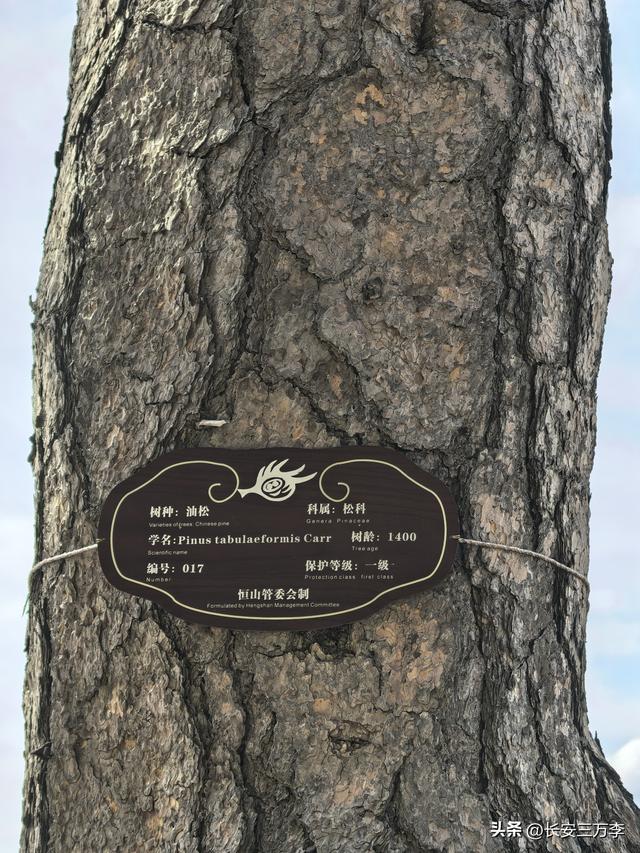 树种：油松 科属：松科
Varieties of trees: Chinese pine Genera Pinaceae
学名:Pinus tabulaeformis Carr 树龄：1400
Scientific name Tree age
编号：017 保护等级：一级
Number Protection class first class
恒山管委会制
Formulated by Hengshan Management Committee
头条 @长安三万李